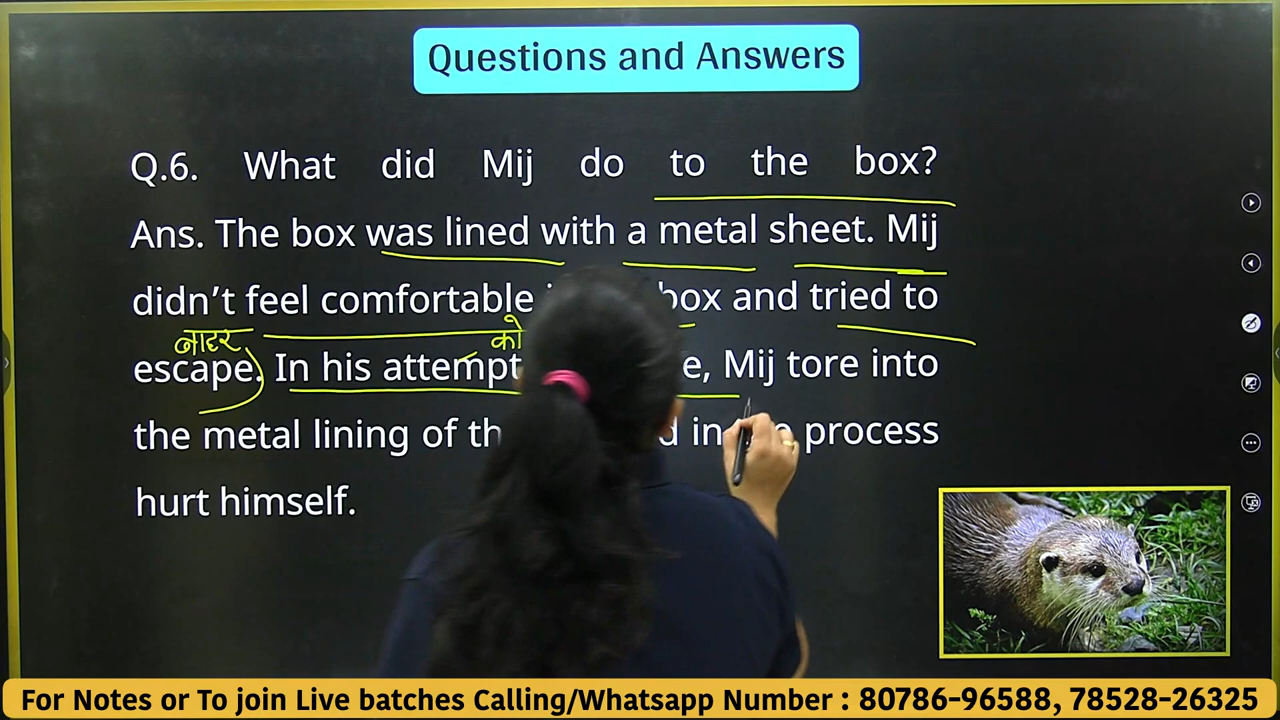 Questions and Answers
Q.6. What did Mij do to the box?
Ans. The box was lined with a metal sheet. Mij
didn't feel comfortable box and tried to
बाहर को
escape. In his attempt Mij tore into
the metal lining of in process
hurt himself.
For Notes or To join Live batches Calling/Whatsapp Number : 80786-96588, 78528-26325